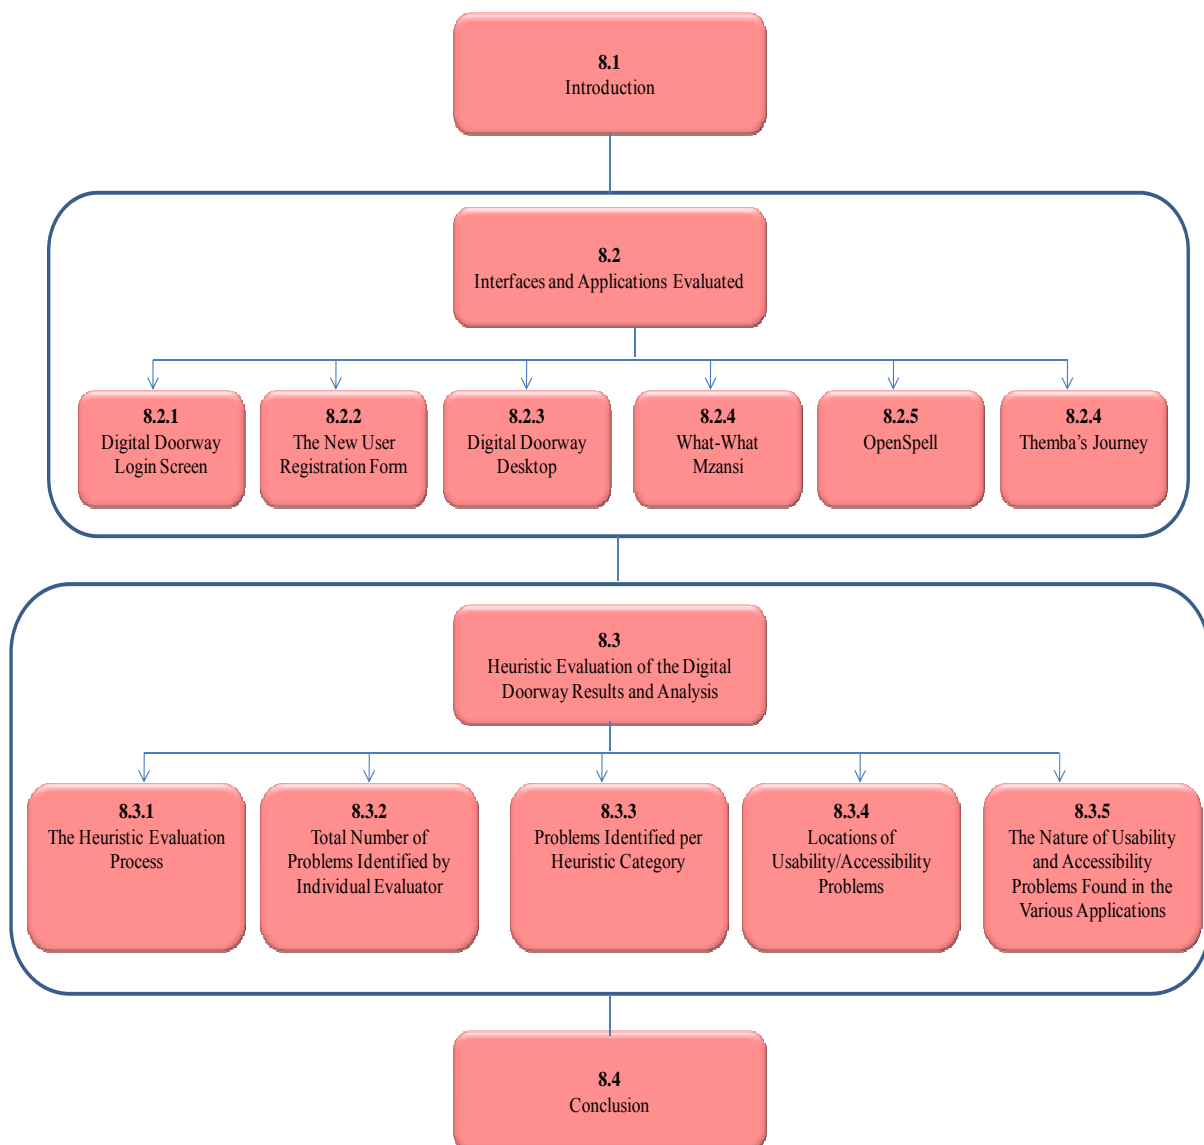 8.1
Introduction
8.2
Interfaces and Applications Evaluated
8.2.1
Digital Doorway
Login Screen
8.2.2
The New User
Registration Form
8.2.3
Digital Doorway
Desktop
8.2.4
What-What
Mzansi
8.2.5
OpenSpell
8.2.4
Themba's Journey
8.3
Heuristic Evaluation of the Digital
Doorway Results and Analysis
8.3.1
The Heuristic Evaluation
Process
8.3.2
Total Number of
Problems Identified by
Individual Evaluator
8.3.3
Problems Identified per
Heuristic Category
8.3.4
Locations of
Usability/Accessibility
Problems
8.3.5
The Nature of Usability
and Accessibility
Problems Found in the
Various Applications
8.4
Conclusion